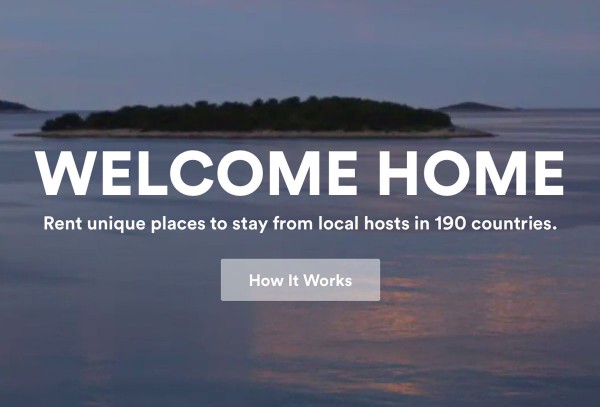 WELCOME HOME
Rent unique places to stay from local hosts in 190 countries.
How It Works